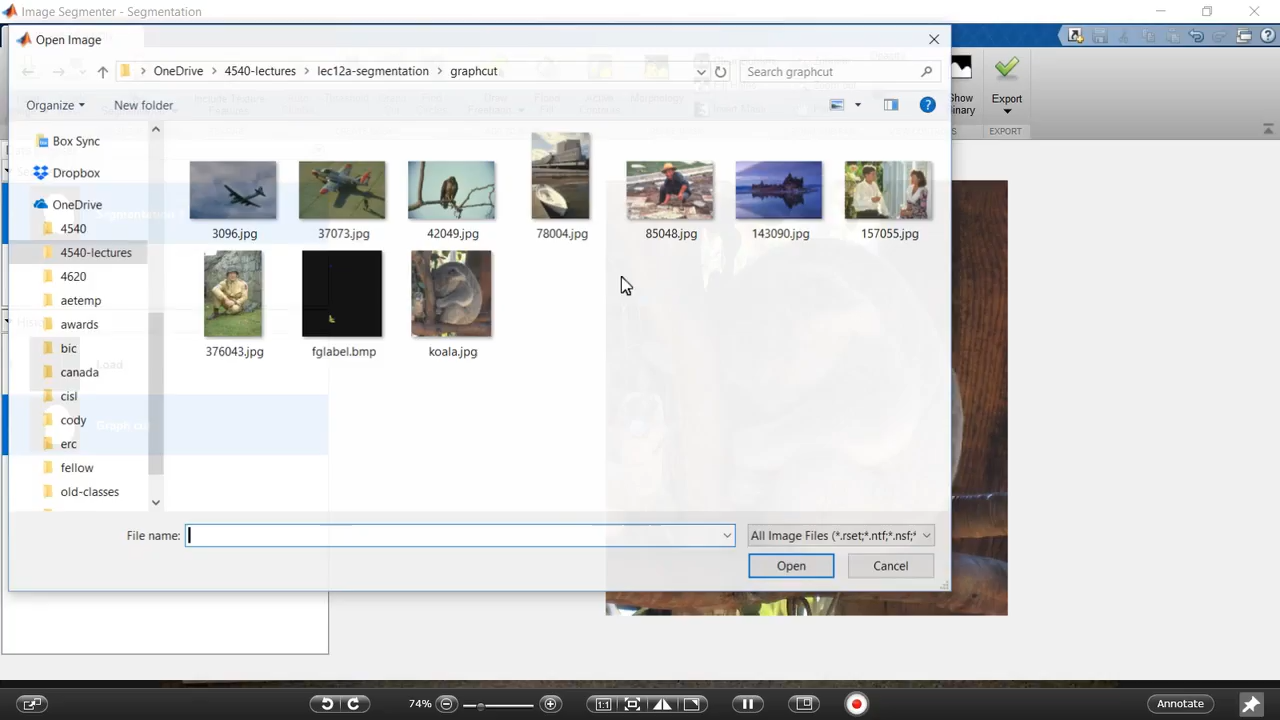 Image Segmenter - Segmentation
Open Image
OneDrive > 4540-lectures > lec12a-segmentation > graphcut
Search graphcut
Organize
New folder
Show
Binary
Export
EXPORT
Box Sync
Dropbox
OneDrive
4540
4540-lectures
4620
aetemp
awards
bic
canada
cisl
cody
erc
fellow
old-classes
3096.jpg
37073.jpg
42049.jpg
78004.jpg
85048.jpg
143090.jpg
157055.jpg
376043.jpg
fglabel.bmp
koala.jpg
Load
File name:
All Image Files (*.rset;*.ntf;*.nsf;*
Open
Cancel
74%
1:1
Annotate